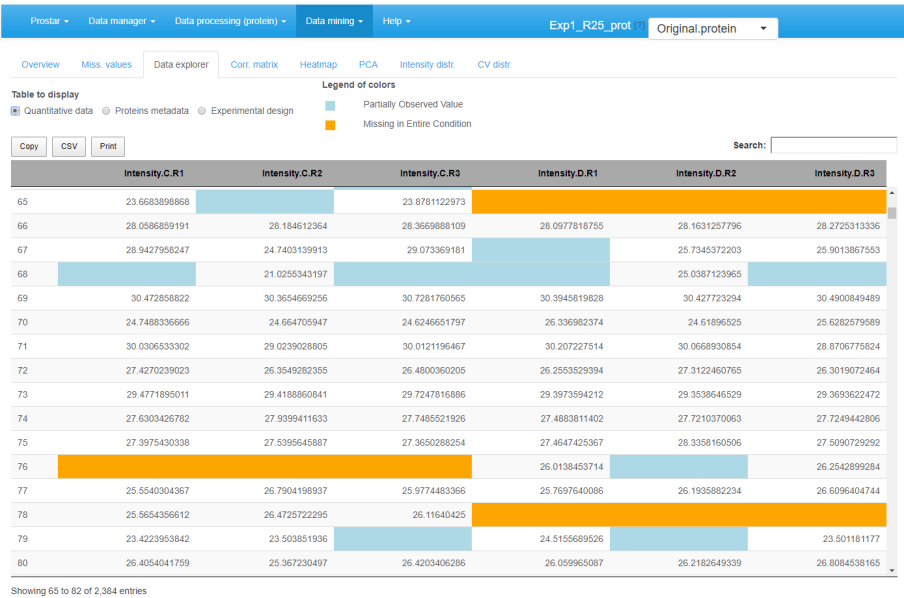 Prostar Data manager Data processing (protein) Data mining Help Exp1_R25_prot [?] Original.protein
Overview Miss. values Data explorer Corr. matrix Heatmap PCA Intensity distr. CV distr.
Table to display Legend of colors
Quantitative data Proteins metadata Experimental design Partially Observed Value
Missing in Entire Condition
Copy CSV Print Search:
Intensity.C.R1 Intensity.C.R2 Intensity.C.R3 Intensity.D.R1 Intensity.D.R2 Intensity.D.R3
65 23.6683898868 23.8781122973
66 28.0586859191 28.184612364 28.3669888109 28.0977818755 28.1631257796 28.2725313336
67 28.9427958247 24.7403139913 29.073369181 25.7345372203 25.9013867553
68 21.0255343197 25.0387123965
69 30.472858822 30.3654669256 30.7281760565 30.3945819828 30.427723294 30.4900849489
70 24.7488336666 24.664705947 24.6246651797 26.336982374 24.61896525 25.6282579589
71 30.0306533302 29.0239028805 30.0121196467 30.207227514 30.0668930854 28.8706775824
72 27.4270239023 26.3549282355 26.4800360205 26.2553529394 27.3122460765 26.3019072464
73 29.4771895011 29.4188860841 29.7247816886 29.3973594212 29.3538646529 29.3693622472
74 27.6303426782 27.9399411633 27.7485521926 27.4883811402 27.7210370063 27.7249442806
75 27.3975430338 27.5395645887 27.3650288254 27.4647425367 28.3358160506 27.5090729292
76 26.0138453714 26.2542899284
77 25.5540304367 26.7904198937 25.9774483366 25.7697640086 26.1935882234 26.6096404744
78 25.5654356612 26.4725722295 26.11640425
79 23.4223953842 23.503851936 24.5155689526 23.501181177
80 26.4054041759 25.367230497 26.4203406286 26.059965087 26.2182649339 26.8084538165
Showing 65 to 82 of 2,384 entries